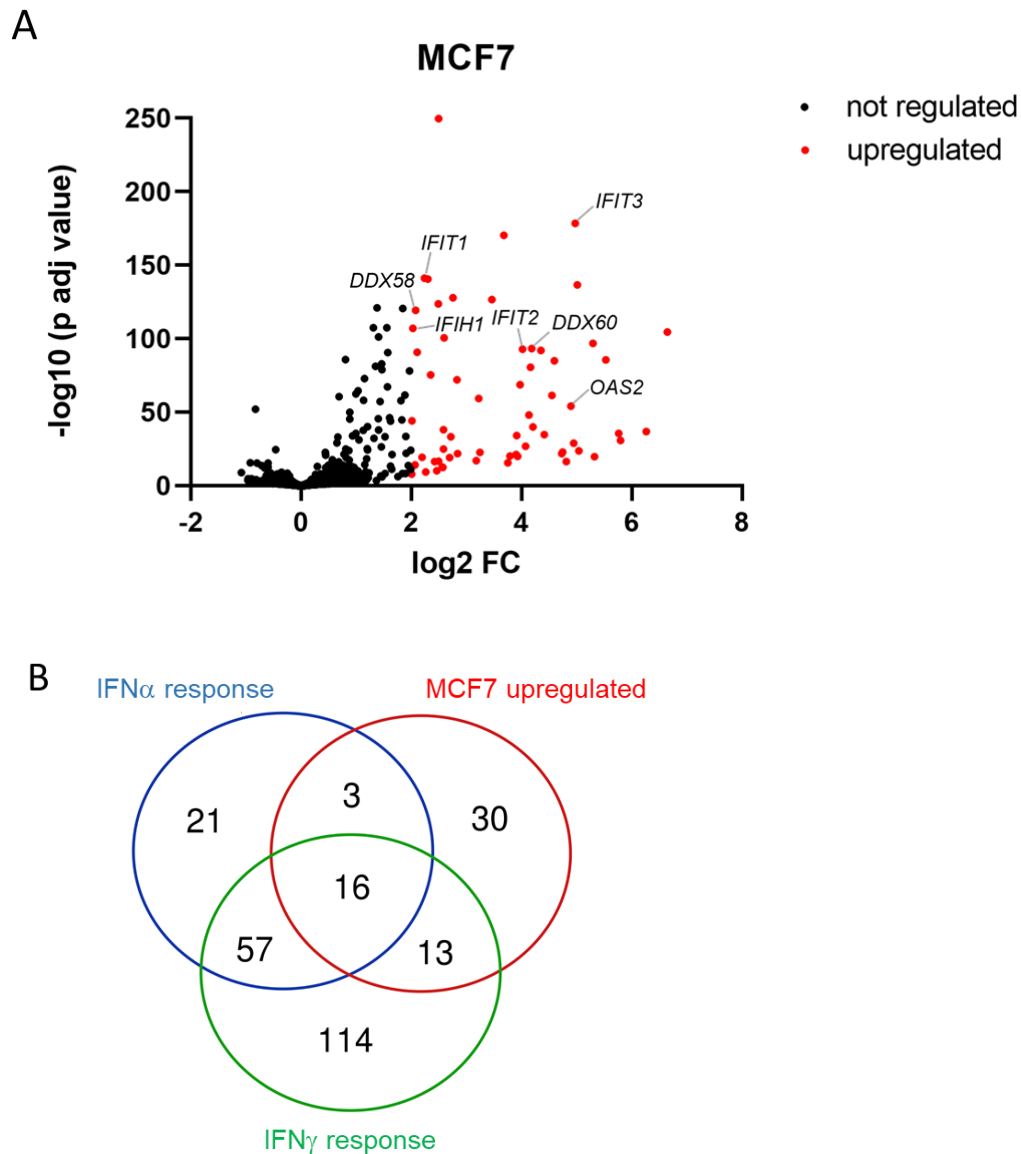 A
MCF7
not regulated
upregulated
-log10 (p adj value)
250
200
150
100
50
0
IFIT3
IFIT1
DDX58
IFIH1
IFIT2
DDX60
OAS2
-2 0 2 4 6 8
log2 FC
B
IFNα response
MCF7 upregulated
3
21
30
16
57
13
114
IFNγ response